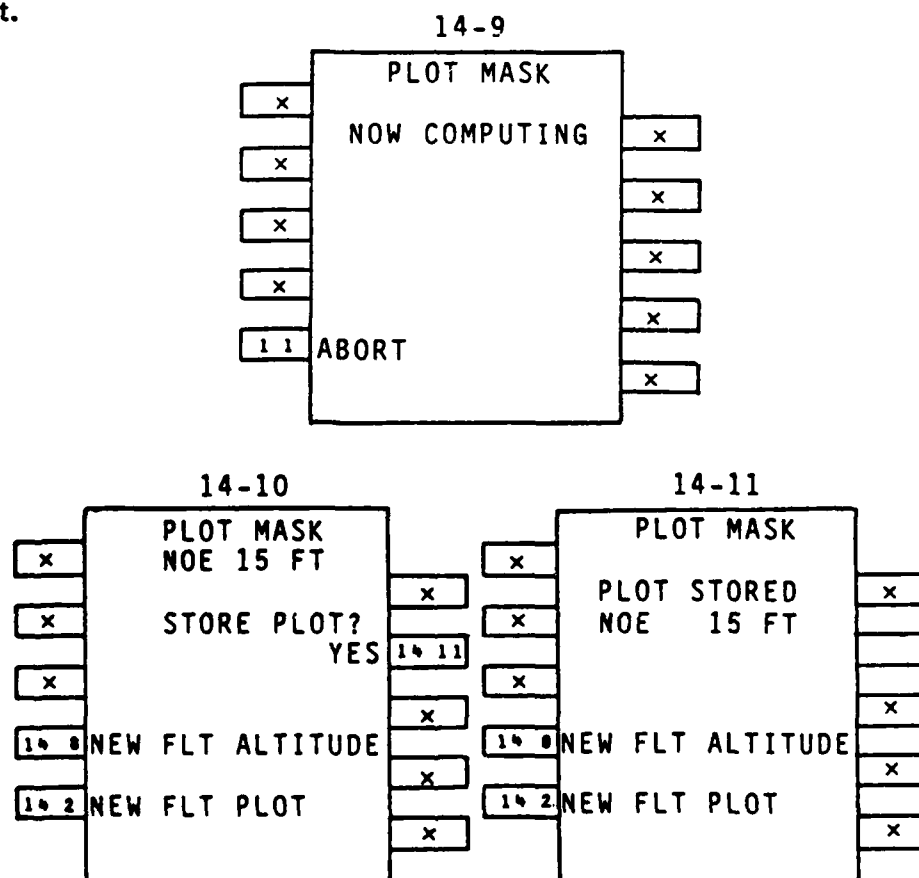 t.
14-9
PLOT MASK
×
NOW COMPUTING ×
×
×
×
×
×
×
1 1 ABORT
×
14-10
PLOT MASK
× NOE 15 FT
×
× STORE PLOT?
YES 14 11
×
×
14 8 NEW FLT ALTITUDE
×
14 2 NEW FLT PLOT
×
14-11
PLOT MASK
×
PLOT STORED ×
× NOE 15 FT
×
×
14 8 NEW FLT ALTITUDE
×
14 2 NEW FLT PLOT
×